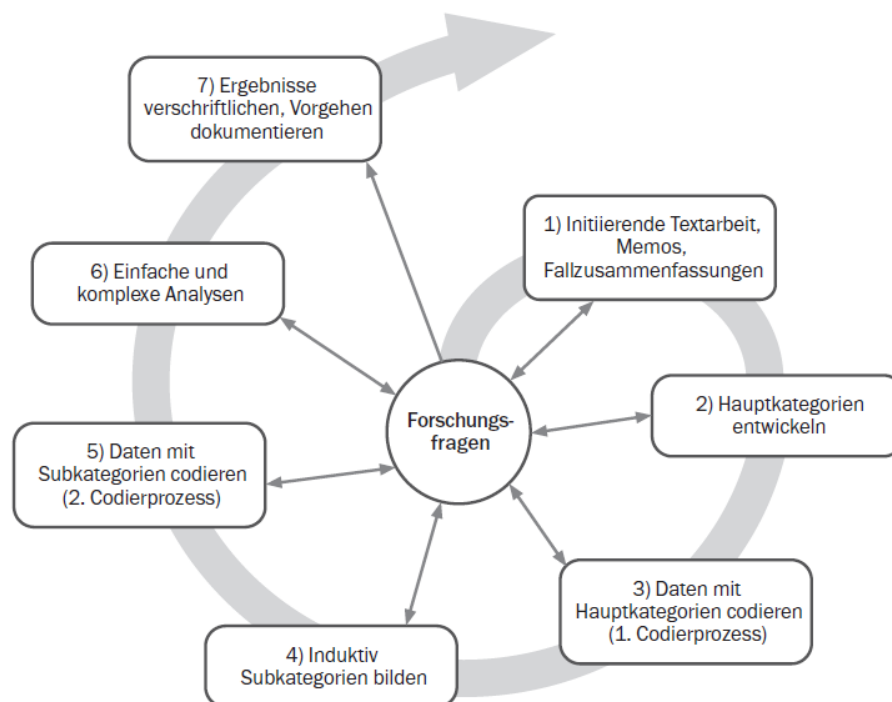 7) Ergebnisse
verschriftlichen, Vorgehen
dokumentieren
1) Initiierende Textarbeit,
Memos,
Fallzusammenfassungen
6) Einfache und
komplexe Analysen
Forschungs-
fragen
2) Hauptkategorien
entwickeln
5) Daten mit
Subkategorien codieren
(2. Codierprozess)
3) Daten mit
Hauptkategorien codieren
(1. Codierprozess)
4) Induktiv
Subkategorien bilden